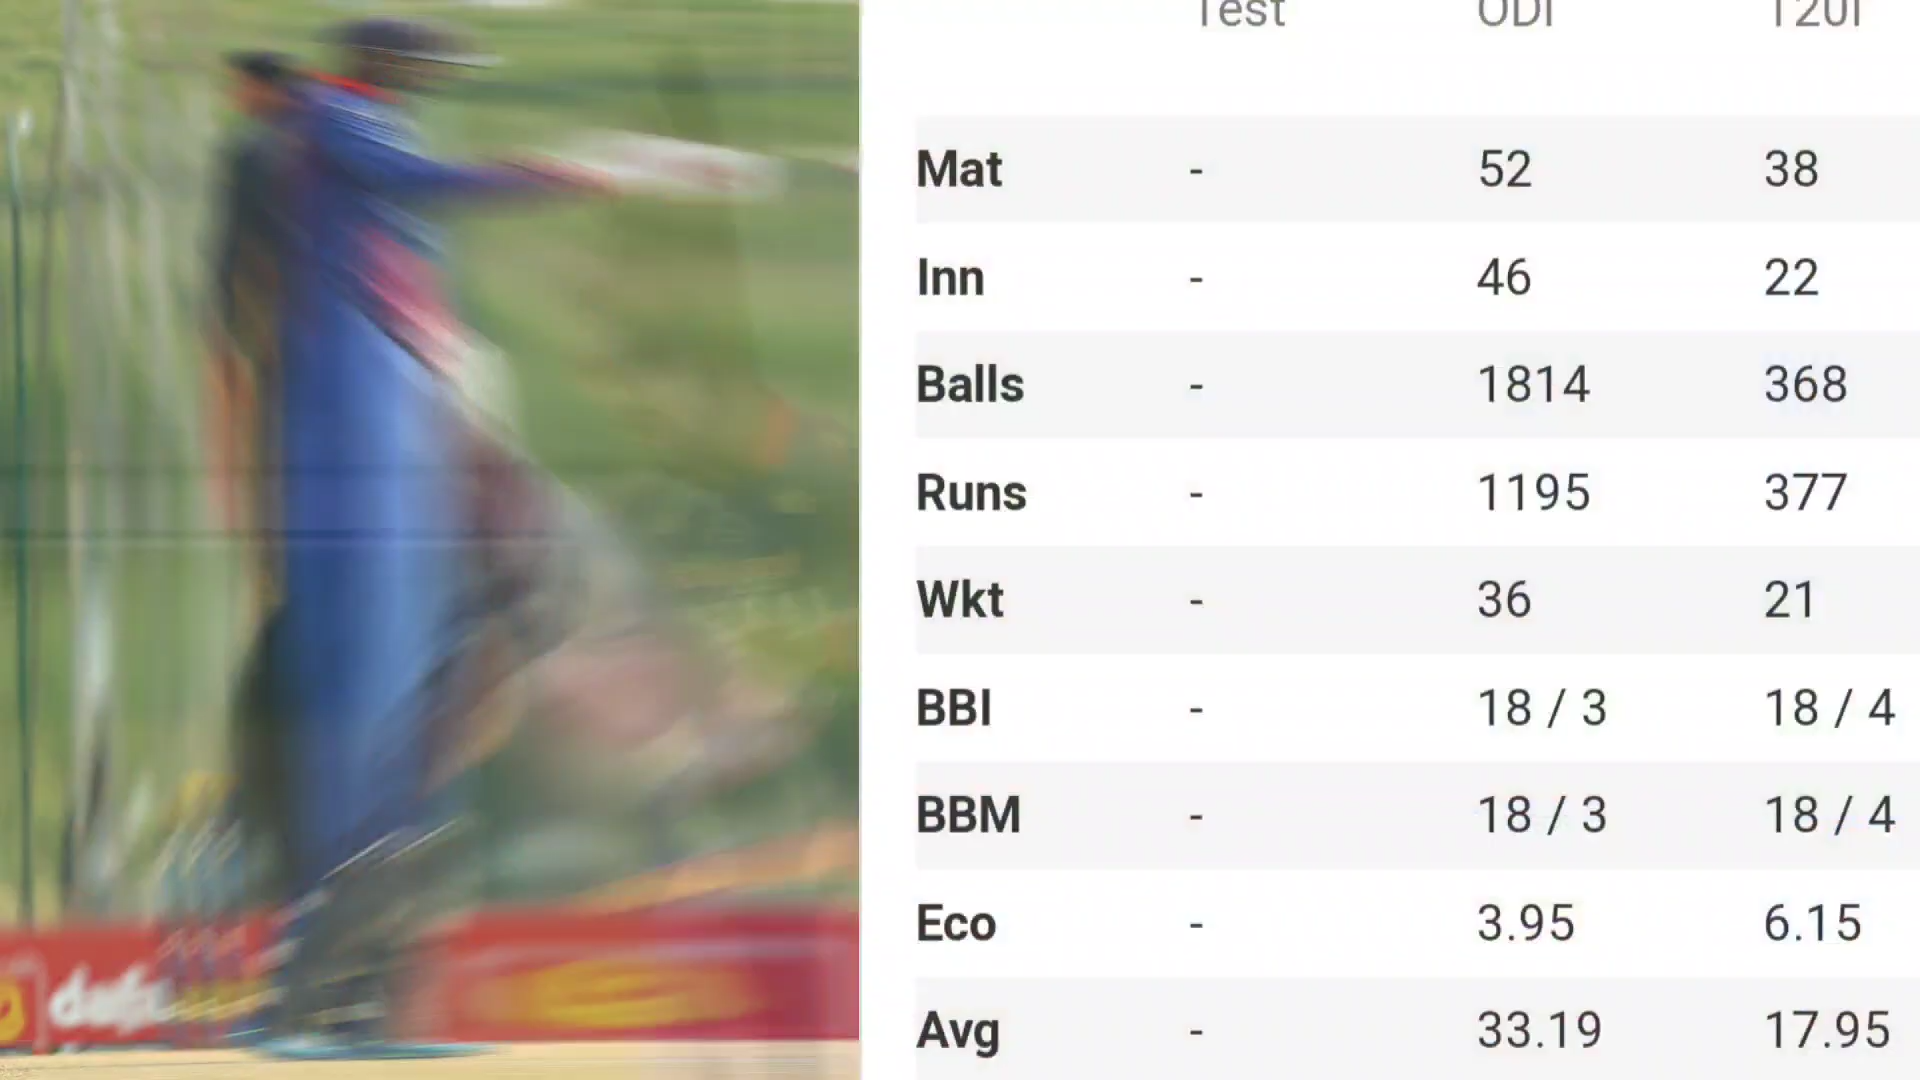 Test ODI T20I
Mat - 52 38
Inn - 46 22
Balls - 1814 368
Runs - 1195 377
Wkt - 36 21
BBI - 18 / 3 18 / 4
BBM - 18 / 3 18 / 4
Eco - 3.95 6.15
Avg - 33.19 17.95